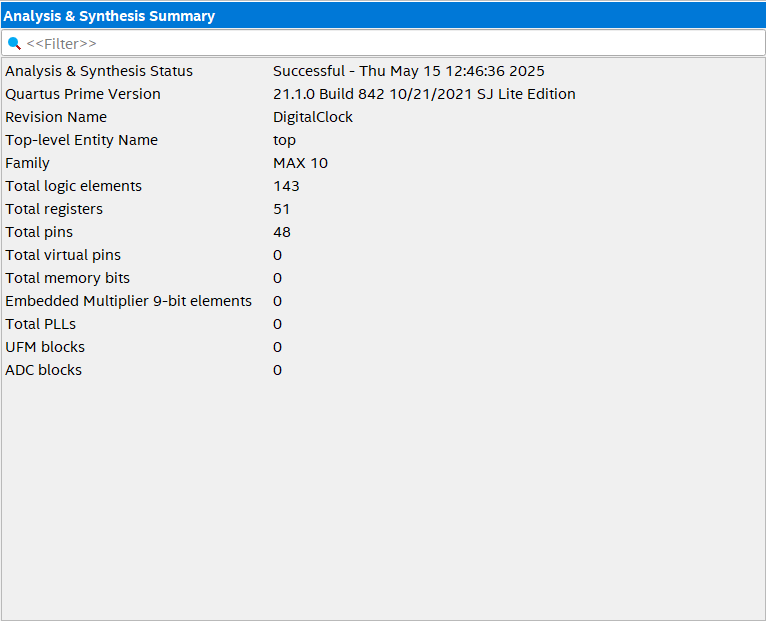 Analysis & Synthesis Summary
<<Filter>>
Analysis & Synthesis Status Successful - Thu May 15 12:46:36 2025
Quartus Prime Version 21.1.0 Build 842 10/21/2021 SJ Lite Edition
Revision Name DigitalClock
Top-level Entity Name top
Family MAX 10
Total logic elements 143
Total registers 51
Total pins 48
Total virtual pins 0
Total memory bits 0
Embedded Multiplier 9-bit elements 0
Total PLLs 0
UFM blocks 0
ADC blocks 0